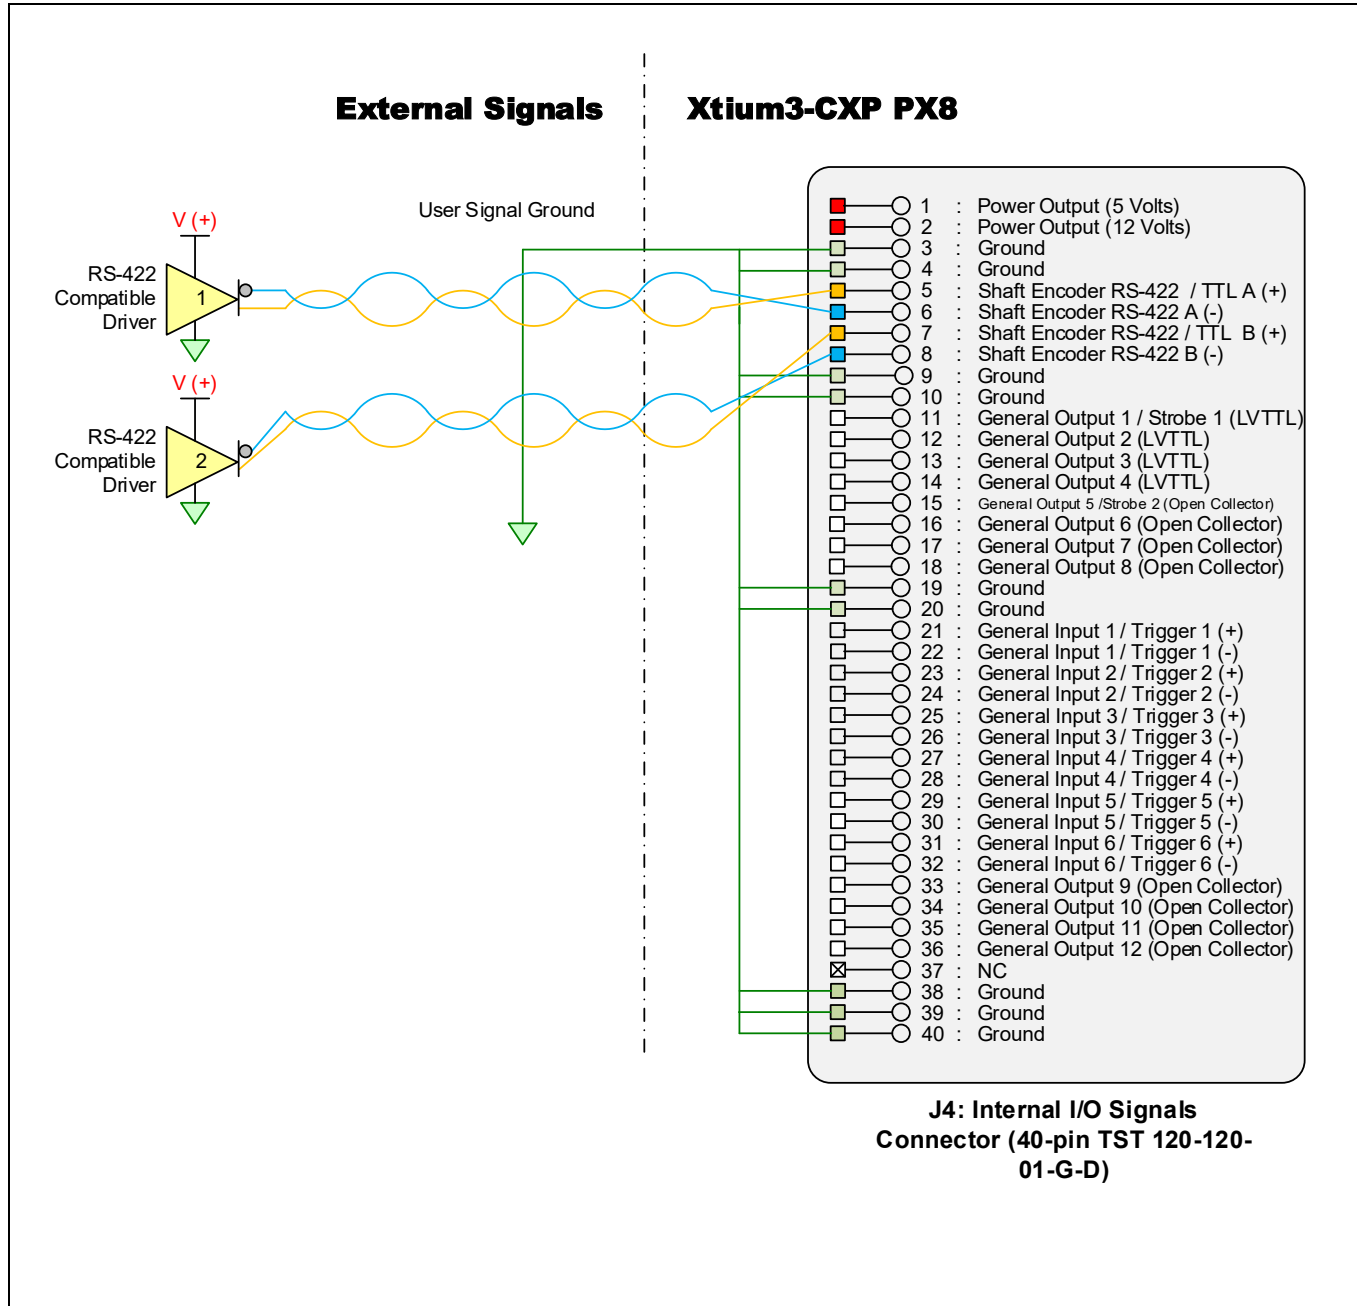 External Signals
Xtium3-CXP PX8
User Signal Ground
V (+)
RS-422
Compatible
Driver
1
V (+)
RS-422
Compatible
Driver
2
1 : Power Output (5 Volts)
2 : Power Output (12 Volts)
3 : Ground
4 : Ground
5 : Shaft Encoder RS-422 / TTL A (+)
6 : Shaft Encoder RS-422 A (-)
7 : Shaft Encoder RS-422 / TTL B (+)
8 : Shaft Encoder RS-422 B (-)
9 : Ground
10 : Ground
11 : General Output 1 / Strobe 1 (LVTTL)
12 : General Output 2 (LVTTL)
13 : General Output 3 (LVTTL)
14 : General Output 4 (LVTTL)
15 : General Output 5 /Strobe 2 (Open Collector)
16 : General Output 6 (Open Collector)
17 : General Output 7 (Open Collector)
18 : General Output 8 (Open Collector)
19 : Ground
20 : Ground
21 : General Input 1 / Trigger 1 (+)
22 : General Input 1 / Trigger 1 (-)
23 : General Input 2 / Trigger 2 (+)
24 : General Input 2 / Trigger 2 (-)
25 : General Input 3 / Trigger 3 (+)
26 : General Input 3 / Trigger 3 (-)
27 : General Input 4 / Trigger 4 (+)
28 : General Input 4 / Trigger 4 (-)
29 : General Input 5 / Trigger 5 (+)
30 : General Input 5 / Trigger 5 (-)
31 : General Input 6 / Trigger 6 (+)
32 : General Input 6 / Trigger 6 (-)
33 : General Output 9 (Open Collector)
34 : General Output 10 (Open Collector)
35 : General Output 11 (Open Collector)
36 : General Output 12 (Open Collector)
37 : NC
38 : Ground
39 : Ground
40 : Ground
J4: Internal I/O Signals
Connector (40-pin TST 120-120-
01-G-D)